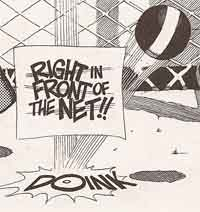 RIGHT IN
FRONT OF
THE NET!!
DOINK